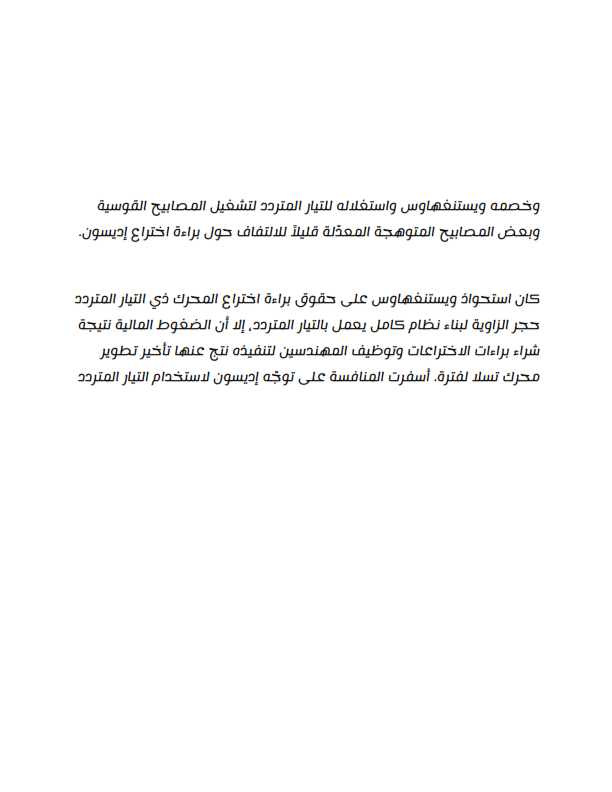 وخصمه ويستنغهاوس واستغلاله للتيار المتردد لتشغيل المصابيح القوسية
وبعض المصابيح المتوهجة المعدّلة قليلاً للالتفاف حول براءة اختراع إديسون.
كان استحواذ ويستنغهاوس على حقوق براءة اختراع المحرك ذي التيار المتردد
حجر الزاوية لبناء نظام كامل يعمل بالتيار المتردد، إلا أن الضغوط المالية نتيجة
شراء براءات الاختراعات وتوظيف المهندسين لتنفيذه نتج عنها تأخير تطوير
محرك تسلا لفترة. أسفرت المنافسة على توجّه إديسون لاستخدام التيار المتردد